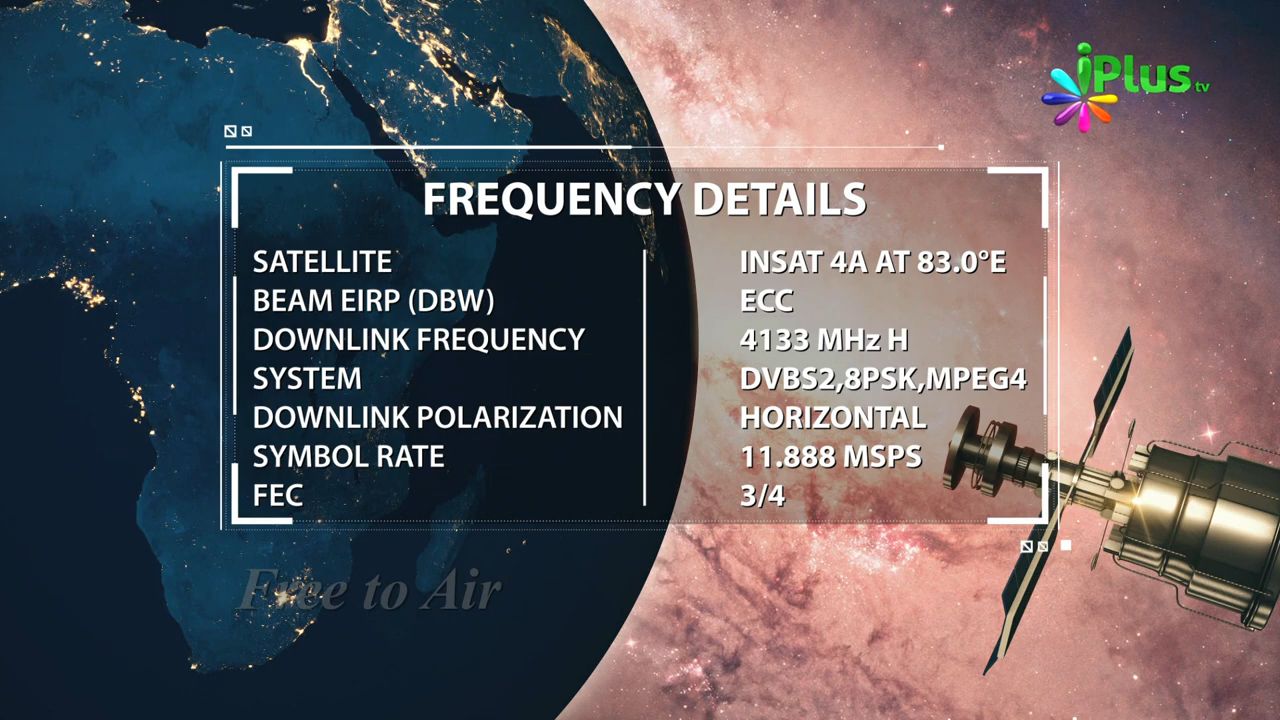 iPlus tv
FREQUENCY DETAILS
SATELLITE INSAT 4A AT 83.0°E
BEAM EIRP (DBW) ECC
DOWNLINK FREQUENCY 4133 MHz H
SYSTEM DVBS2,8PSK,MPEG4
DOWNLINK POLARIZATION HORIZONTAL
SYMBOL RATE 11.888 MSPS
FEC 3/4
Free to Air